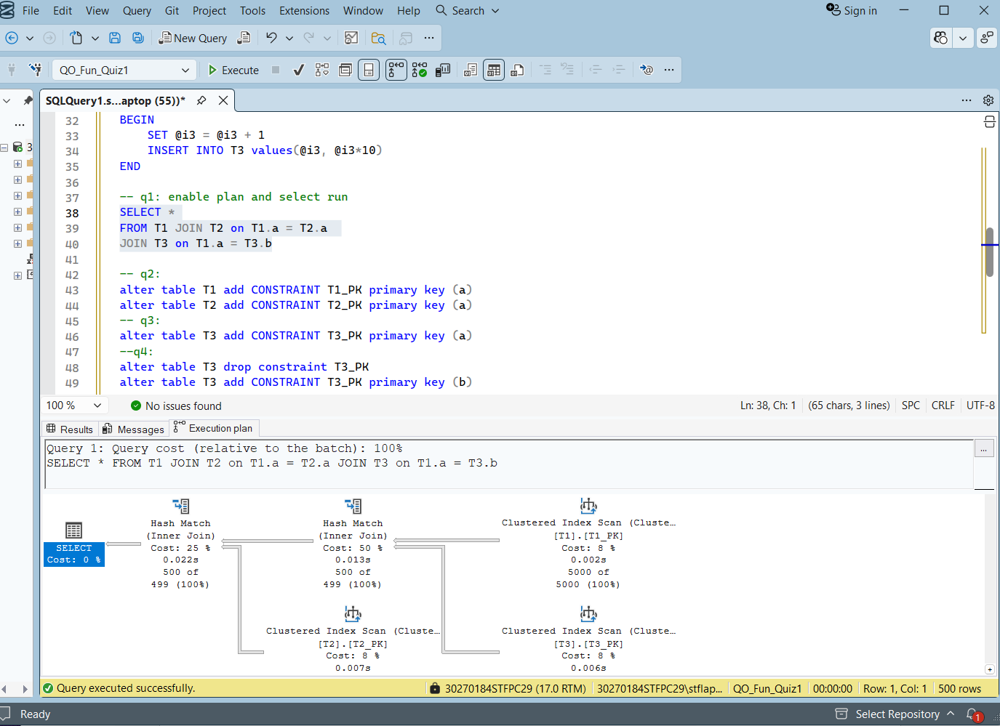 File Edit View Query Git Project Tools Extensions Window Help Search Sign in
New Query
QO_Fun_Quiz1 Execute
SQLQuery1.s...aptop (55))*
3
32 BEGIN
33 SET @i3 = @i3 + 1
34 INSERT INTO T3 values(@i3, @i3*10)
35 END
36
37 -- q1: enable plan and select run
38 SELECT *
39 FROM T1 JOIN T2 on T1.a = T2.a
40 JOIN T3 on T1.a = T3.b
41
42 -- q2:
43 alter table T1 add CONSTRAINT T1_PK primary key (a)
44 alter table T2 add CONSTRAINT T2_PK primary key (a)
45 -- q3:
46 alter table T3 add CONSTRAINT T3_PK primary key (a)
47 --q4:
48 alter table T3 drop constraint T3_PK
49 alter table T3 add CONSTRAINT T3_PK primary key (b)
100 % No issues found Ln: 38, Ch: 1 (65 chars, 3 lines) SPC CRLF UTF-8
Results Messages Execution plan
Query 1: Query cost (relative to the batch): 100%
SELECT * FROM T1 JOIN T2 on T1.a = T2.a JOIN T3 on T1.a = T3.b
...
SELECT
Cost: 0 %
Hash Match
(Inner Join)
Cost: 25 %
0.022s
500 of
499 (100%)
Hash Match
(Inner Join)
Cost: 50 %
0.013s
500 of
499 (100%)
Clustered Index Scan (Cluste...
[T1].[T1_PK]
Cost: 8 %
0.002s
5000 of
5000 (100%)
Clustered Index Scan (Cluste...
[T2].[T2_PK]
Cost: 8 %
0.007s
Clustered Index Scan (Cluste...
[T3].[T3_PK]
Cost: 8 %
0.006s
Query executed successfully. 30270184STFPC29 (17.0 RTM) 30270184STFPC29\stflap... QO_Fun_Quiz1 00:00:00 Row: 1, Col: 1 500 rows
Ready Select Repository 1